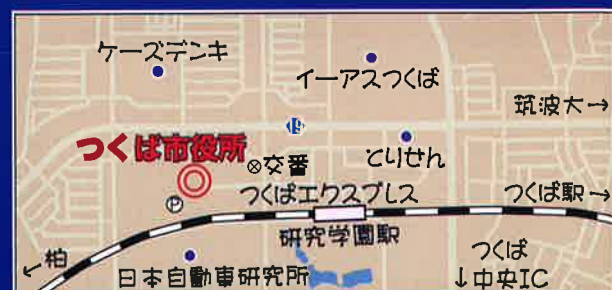 ケーズデンキ
イーアスつくば
筑波大→
19
つくば市役所
⊗交番
とりせん
Ⓟ
つくばエクスプレス
つくば駅→
研究学園駅
←柏
日本自動車研究所
つくば
↓中央IC